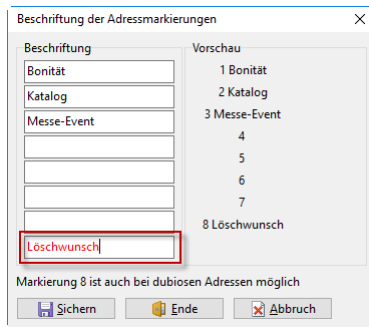 Beschriftung der Adressmarkierungen
Beschriftung
Vorschau
Bonität
1 Bonität
Katalog
2 Katalog
Messe-Event
3 Messe-Event
4
5
6
7
8 Löschwunsch
Löschwunsch
Markierung 8 ist auch bei dubiosen Adressen möglich
Sichern
Ende
Abbruch